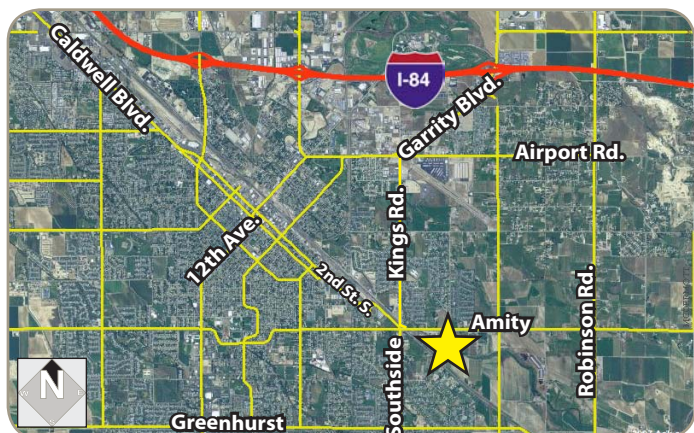 Caldwell Blvd.
I-84
Garrity Blvd.
Airport Rd.
12th Ave.
Kings Rd.
2nd St. S.
Robinson Rd.
Amity
Southside
Greenhurst
N